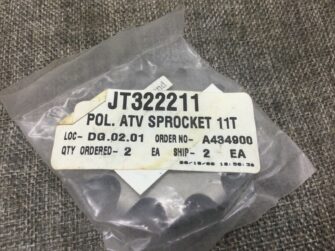 JT322211
POL. ATV SPROCKET 11T
LOC- DG.02.01 ORDER NO- A434900
QTY ORDERED- 2 EA SHIP- 2 EA